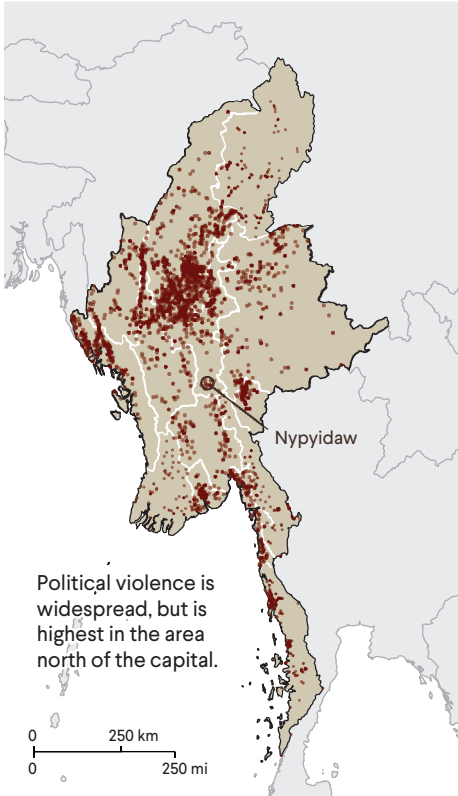 Nypyidaw
Political violence is
widespread, but is
highest in the area
north of the capital.
0 250 km
0 250 mi